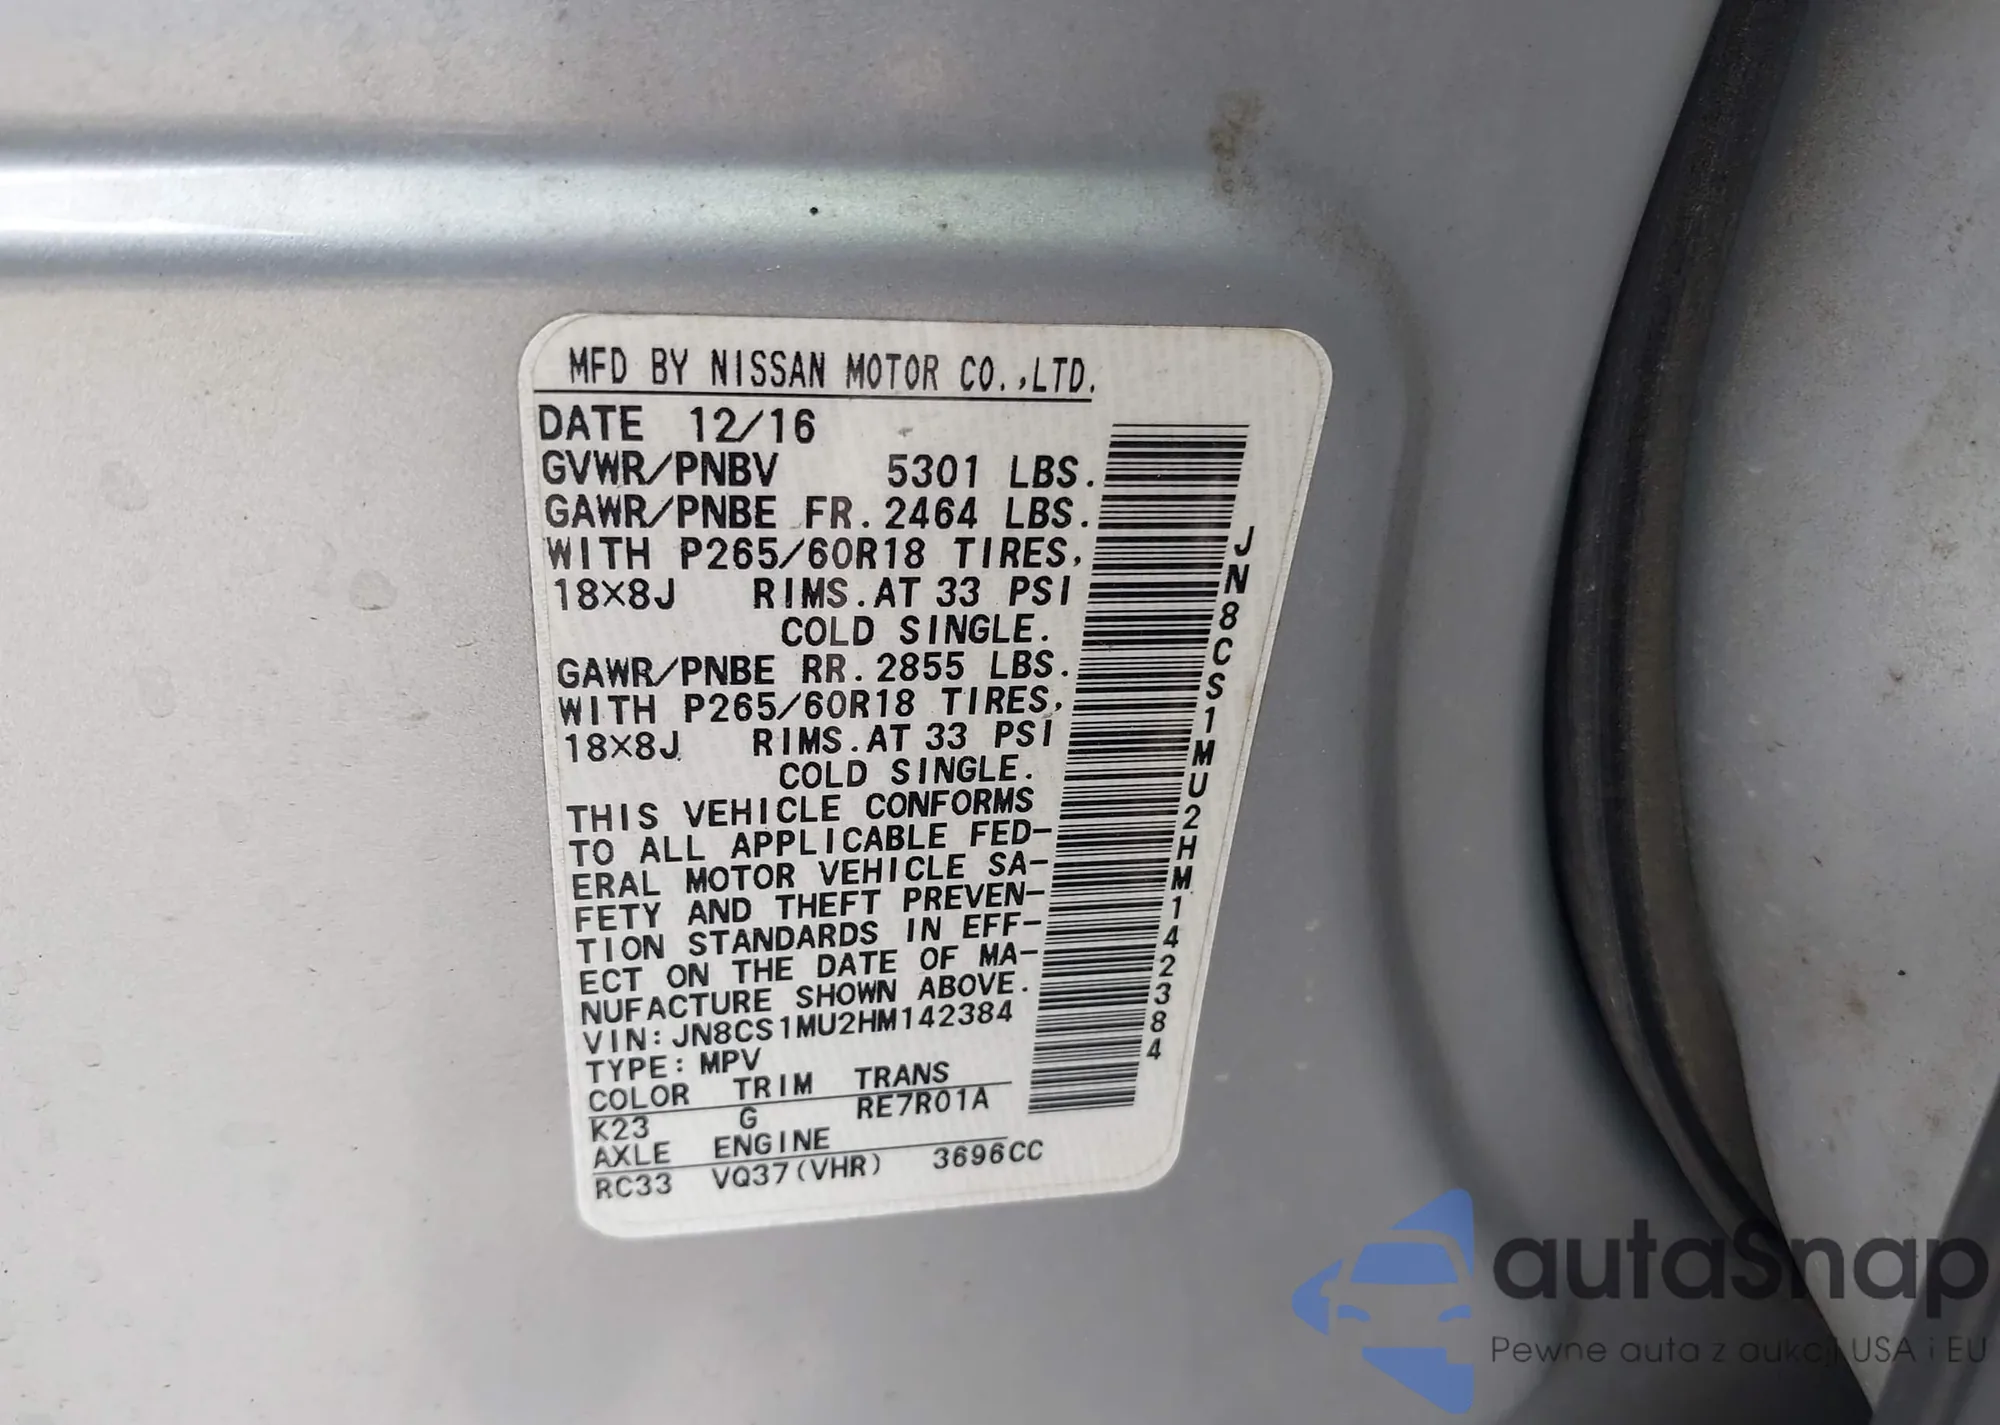 MFD BY NISSAN MOTOR CO.,LTD.
DATE 12/16
GVWR/PNBV 5301 LBS.
GAWR/PNBE FR.2464 LBS.
WITH P265/60R18 TIRES,
18×8J RIMS.AT 33 PSI
COLD SINGLE.
GAWR/PNBE RR.2855 LBS.
WITH P265/60R18 TIRES,
18×8J RIMS.AT 33 PSI
COLD SINGLE.
THIS VEHICLE CONFORMS
TO ALL APPLICABLE FED-
ERAL MOTOR VEHICLE SA-
FETY AND THEFT PREVEN-
TION STANDARDS IN EFF-
ECT ON THE DATE OF MA-
NUFACTURE SHOWN ABOVE.
VIN:JN8CS1MU2HM142384
TYPE:MPV
COLOR TRIM TRANS
K23 G RE7R01A
AXLE ENGINE
RC33 VQ37(VHR) 3696CC
JN8CS1MU2HM142384
autaSnap
Pewne auta z aukcji USA i EU